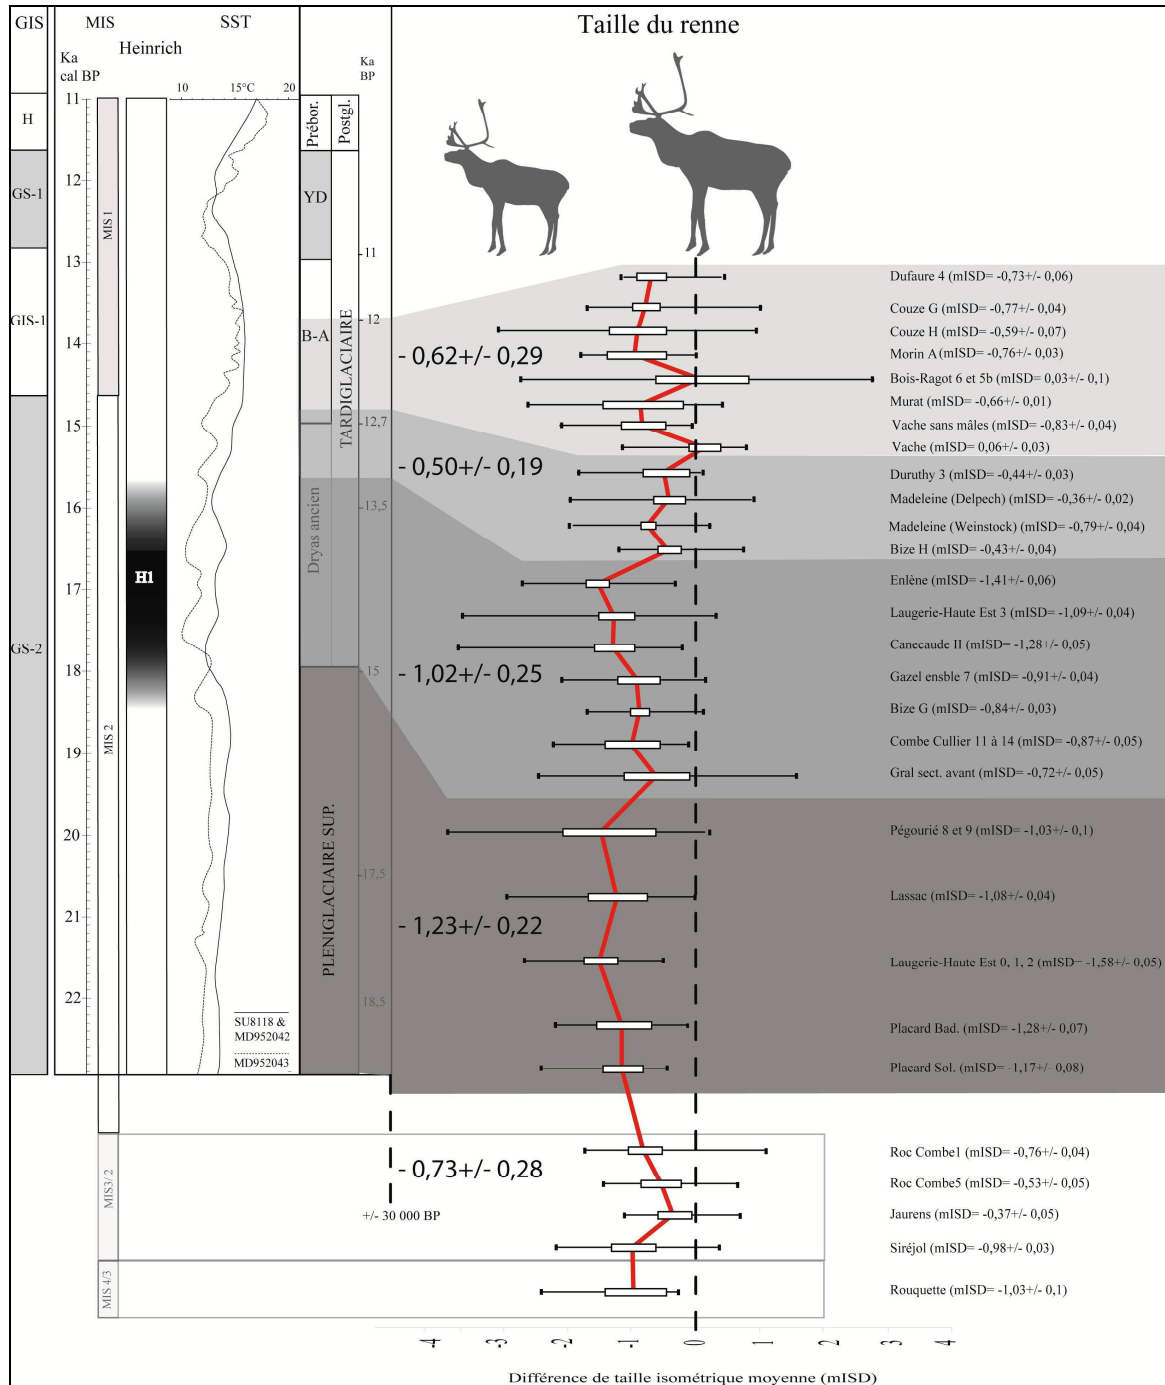 GIS
MIS
SST
Taille du renne
Heinrich
Ka
cal BP
10
15°C
20
Ka
BP
H
GS-1
GIS-1
GS-2
11
12
13
14
15
16
17
18
19
20
21
22
MIS 1
MIS 2
MIS3/ 2
MIS 4/3
H1
SU8118 &
MD952042
MD952043
Prébor.
Postgl.
YD
B-A
Dryas ancien
TARDIGLACIAIRE
PLENIGLACIAIRE SUP.
11
12
12,7
13,5
15
17,5
18,5
+/- 30 000 BP
- 0,62+/- 0,29
- 0,50+/- 0,19
- 1,02+/- 0,25
- 1,23+/- 0,22
- 0,73+/- 0,28
Dufaure 4 (mISD= -0,73+/- 0,06)
Couze G (mISD= -0,77+/- 0,04)
Couze H (mISD= -0,59+/- 0,07)
Morin A (mISD= -0,76+/- 0,03)
Bois-Ragot 6 et 5b (mISD= 0,03+/- 0,1)
Murat (mISD= -0,66+/- 0,01)
Vache sans mâles (mISD= -0,83+/- 0,04)
Vache (mISD= 0,06+/- 0,03)
Duruthy 3 (mISD= -0,44+/- 0,03)
Madeleine (Delpech) (mISD= -0,36+/- 0,02)
Madeleine (Weinstock) (mISD= -0,79+/- 0,04)
Bize H (mISD= -0,43+/- 0,04)
Enlène (mISD= -1,41+/- 0,06)
Laugerie-Haute Est 3 (mISD= -1,09+/- 0,04)
Canecaude II (mISD= -1,28+/- 0,05)
Gazel ensble 7 (mISD= -0,91+/- 0,04)
Bize G (mISD= -0,84+/- 0,03)
Combe Cullier 11 à 14 (mISD= -0,87+/- 0,05)
Gral sect. avant (mISD= -0,72+/- 0,05)
Pégourié 8 et 9 (mISD= -1,03+/- 0,1)
Lassac (mISD= -1,08+/- 0,04)
Laugerie-Haute Est 0, 1, 2 (mISD= -1,58+/- 0,05)
Placard Bad. (mISD= -1,28+/- 0,07)
Placard Sol. (mISD= -1,17+/- 0,08)
Roc Combe1 (mISD= -0,76+/- 0,04)
Roc Combe5 (mISD= -0,53+/- 0,05)
Jaurens (mISD= -0,37+/- 0,05)
Siréjol (mISD= -0,98+/- 0,03)
Rouquette (mISD= -1,03+/- 0,1)
-4
-3
-2
-1
0
1
2
3
4
Différence de taille isométrique moyenne (mISD)